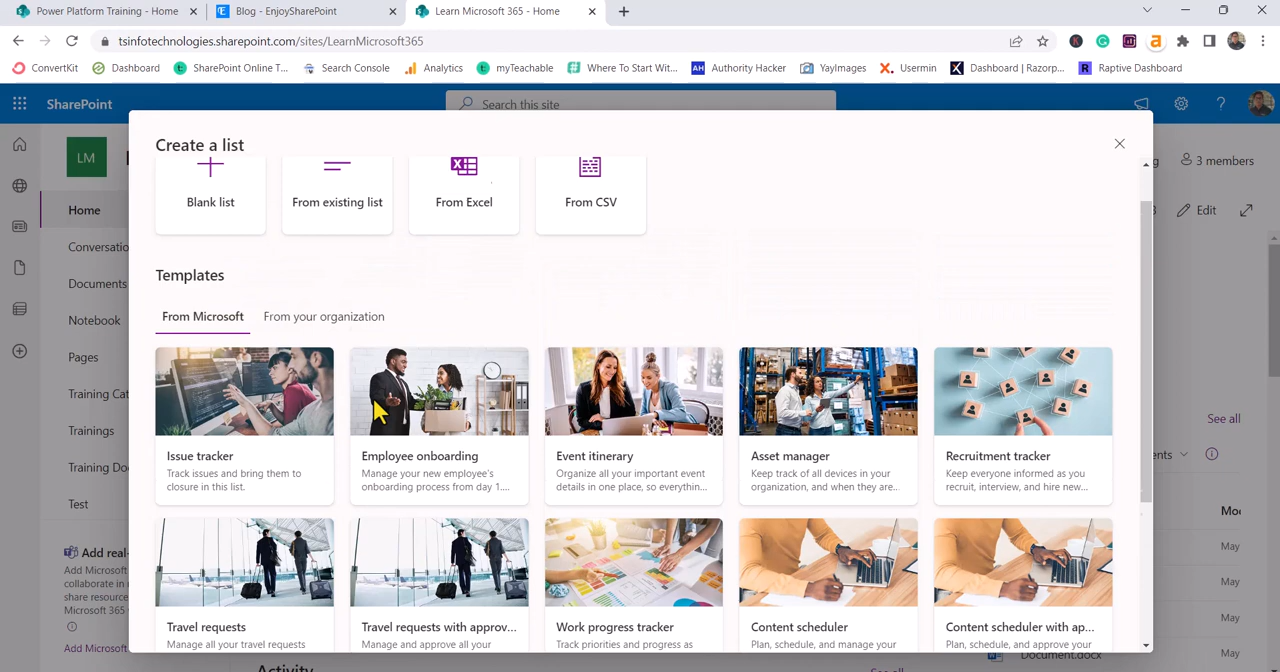 Power Platform Training - Home
Blog - EnjoySharePoint
Learn Microsoft 365 - Home
tsinfotechnologies.sharepoint.com/sites/LearnMicrosoft365
ConvertKit
Dashboard
SharePoint Online T...
Search Console
Analytics
myTeachable
Where To Start Wit...
AH Authority Hacker
YayImages
Usermin
Dashboard | Razorp...
R Raptive Dashboard
SharePoint
Search this site
LM
3 members
Home
Edit
Conversatio
Documents
Notebook
Pages
Training Cat
Trainings
Training Do
Test
Add real-
Add Microsoft
collaborate in
share resource
Microsoft 365
Add Microsoft
Create a list
Blank list
From existing list
From Excel
From CSV
Templates
From Microsoft
From your organization
Issue tracker
Track issues and bring them to
closure in this list.
Employee onboarding
Manage your new employee's
onboarding process from day 1....
Event itinerary
Organize all your important event
details in one place, so everythin...
Asset manager
Keep track of all devices in your
organization, and when they are...
Recruitment tracker
Keep everyone informed as you
recruit, interview, and hire new...
Travel requests
Manage all your travel requests
Travel requests with approv...
Manage and approve all your
Work progress tracker
Track priorities and progress as
Content scheduler
Plan, schedule, and manage your
Content scheduler with ap...
Plan, schedule, and approve your
See all
ents
Mod
May
May
May
May
Document.docx
Activity
See all